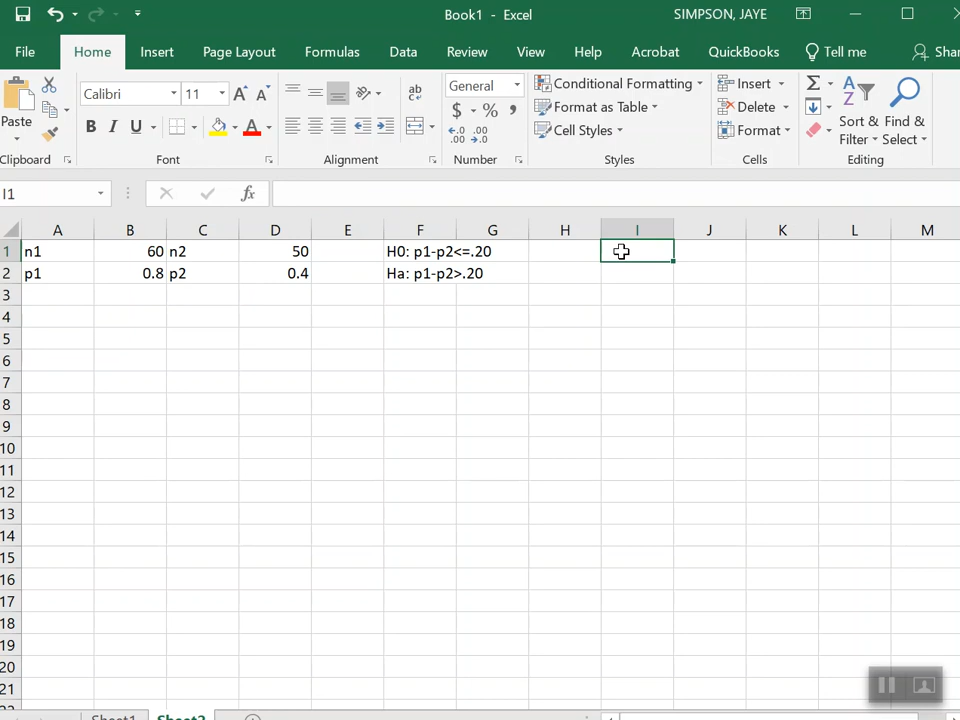 Book1 - Excel
SIMPSON, JAYE
File Home Insert Page Layout Formulas Data Review View Help Acrobat QuickBooks Tell me
Calibri 11 General
Conditional Formatting
Insert
Paste
Format as Table
Delete
Sort & Find &
B I U
Cell Styles
Format
Filter Select
Clipboard Font Alignment Number Styles Cells Editing
I1 fx
A B C D E F G H I J K L M
1 n1 60 n2 50 H0: p1-p2<=.20
2 p1 0.8 p2 0.4 Ha: p1-p2>.20
3
4
5
6
7
8
9
10
11
12
13
14
15
16
17
18
19
20
21